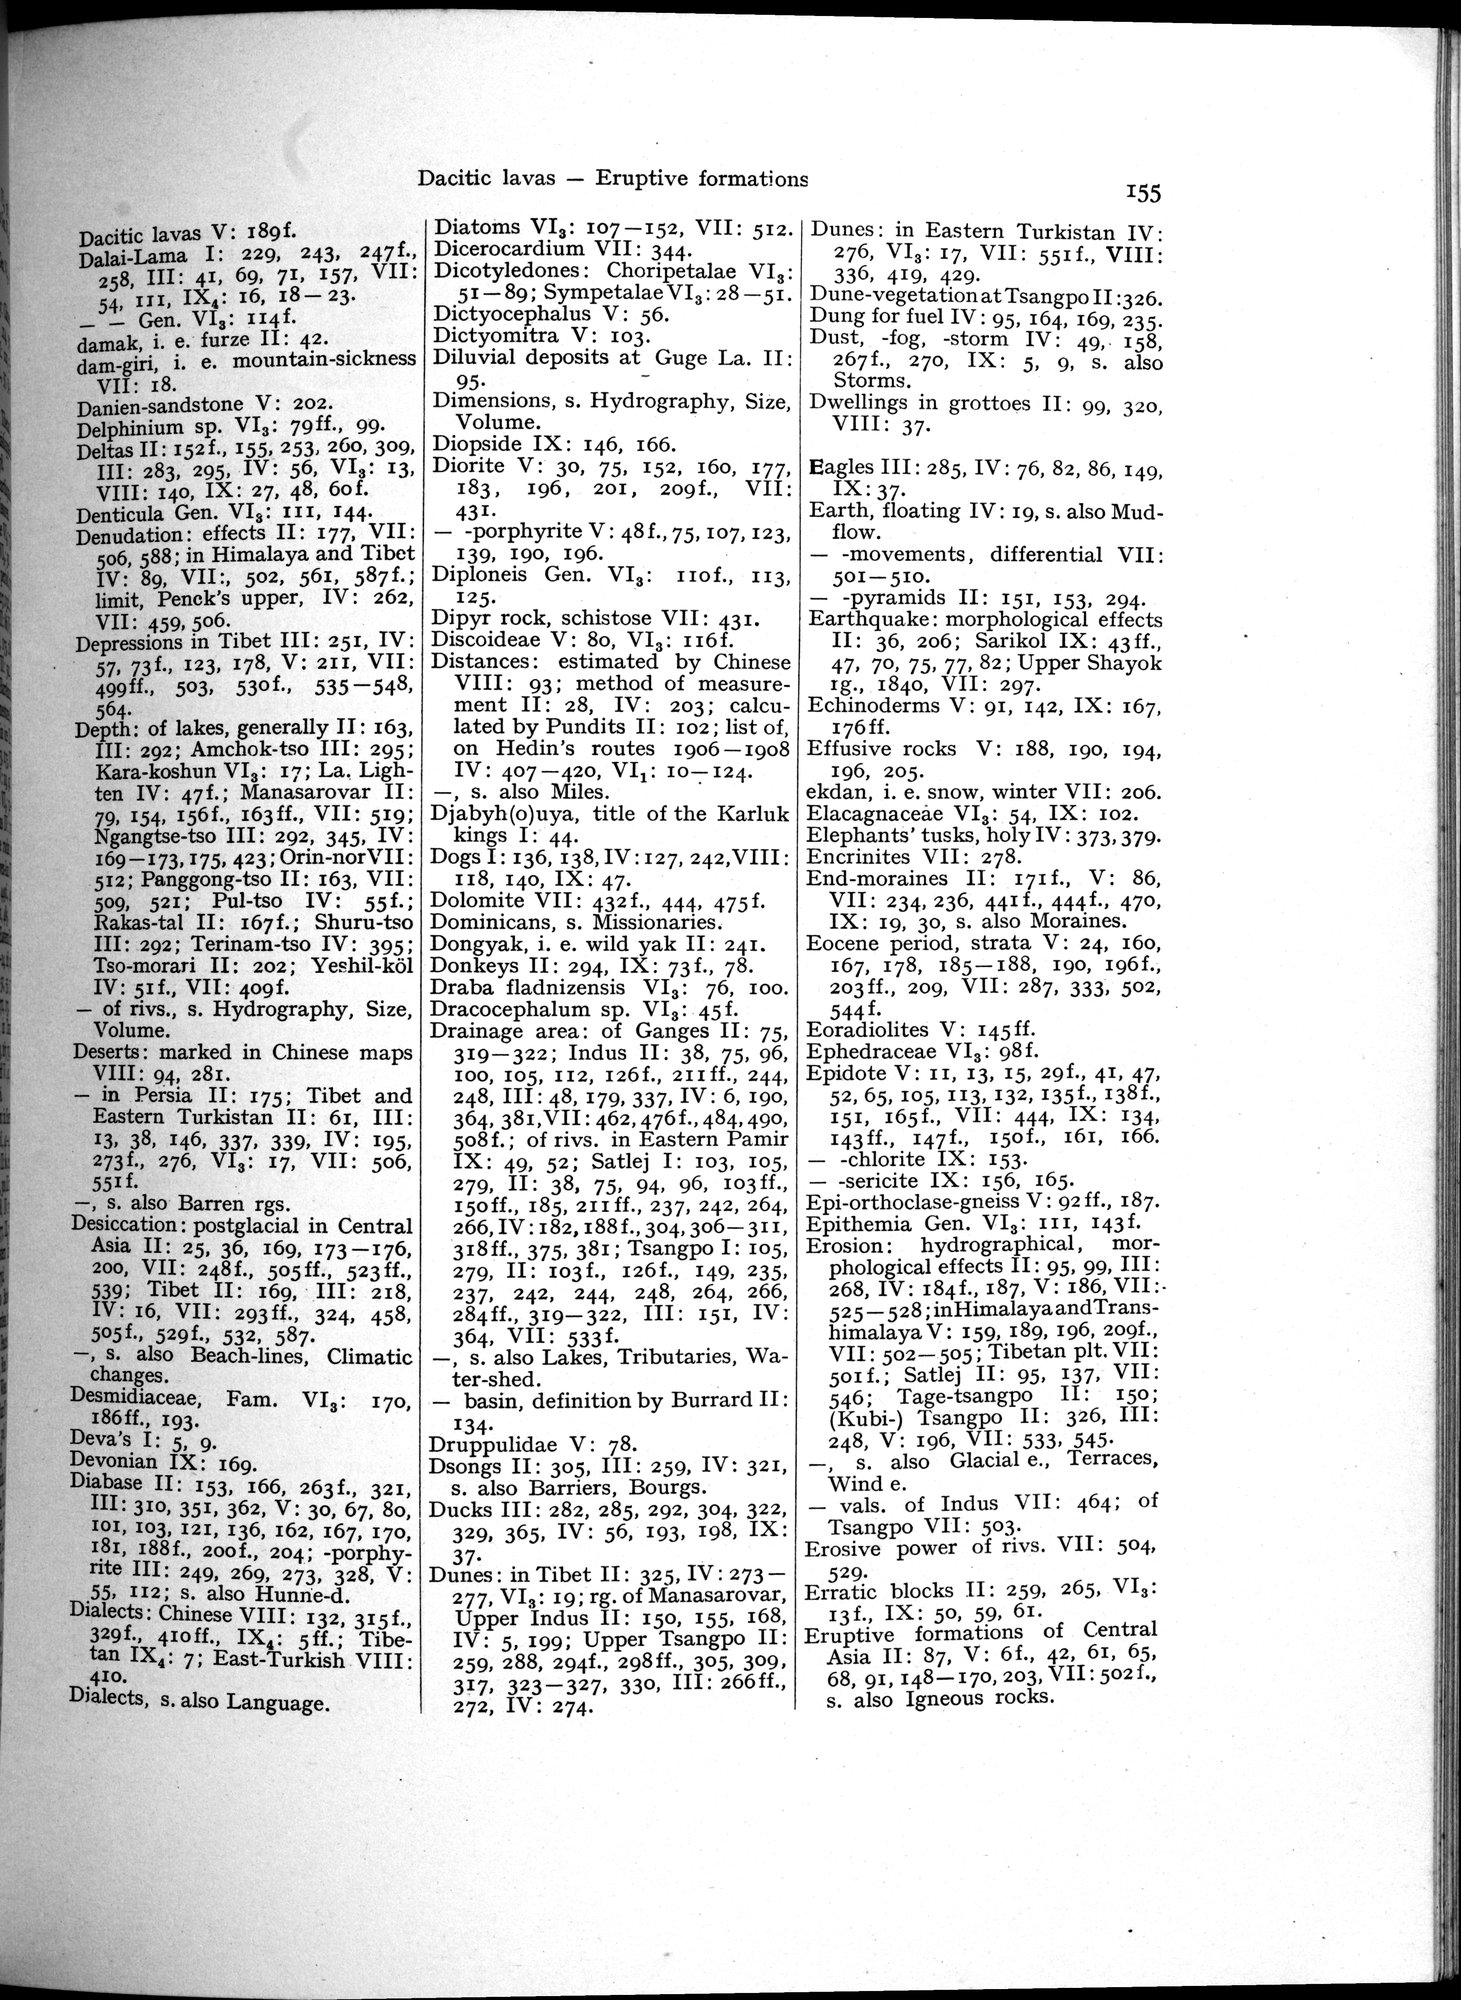 Dacitic lavas — Eruptive formations
155
Dacitic lavas V: 189f.
Dalai-Lama I: 229, 243, 247f.,
258, III: 41, 69, 71, 157, VII:
54, 111, IX₄: 16, 18—23.
— — Gen. VI₃: 114f.
damak, i. e. furze II: 42.
dam-giri, i. e. mountain-sickness
VII: 18.
Danien-sandstone V: 202.
Delphinium sp. VI₃: 79ff., 99.
Deltas II: 152f., 155, 253, 260, 309,
III: 283, 295, IV: 56, VI₃: 13,
VIII: 140, IX: 27, 48, 60f.
Denticula Gen. VI₃: 111, 144.
Denudation: effects II: 177, VII:
506, 588; in Himalaya and Tibet
IV: 89, VII:, 502, 561, 587f.;
limit, Penck's upper, IV: 262,
VII: 459, 506.
Depressions in Tibet III: 251, IV:
57, 73f., 123, 178, V: 211, VII:
499ff., 503, 530f., 535—548,
564.
Depth: of lakes, generally II: 163,
III: 292; Amchok-tso III: 295;
Kara-koshun VI₃: 17; La. Ligh-
ten IV: 47f.; Manasarovar II:
79, 154, 156f., 163ff., VII: 519;
Ngangtse-tso III: 292, 345, IV:
169—173, 175, 423; Orin-nor VII:
512; Panggong-tso II: 163, VII:
509, 521; Pul-tso IV: 55f.;
Rakas-tal II: 167f.; Shuru-tso
III: 292; Terinam-tso IV: 395;
Tso-morari II: 202; Yeshil-köl
IV: 51f., VII: 409f.
— of rivs., s. Hydrography, Size,
Volume.
Deserts: marked in Chinese maps
VIII: 94, 281.
— in Persia II: 175; Tibet and
Eastern Turkistan II: 61, III:
13, 38, 146, 337, 339, IV: 195,
273f., 276, VI₃: 17, VII: 506,
551f.
—, s. also Barren rgs.
Desiccation: postglacial in Central
Asia II: 25, 36, 169, 173—176,
200, VII: 248f., 505ff., 523ff.,
539; Tibet II: 169, III: 218,
IV: 16, VII: 293ff., 324, 458,
505f., 529f., 532, 587.
—, s. also Beach-lines, Climatic
changes.
Desmidiaceae, Fam. VI₃: 170,
186ff., 193.
Deva's I: 5, 9.
Devonian IX: 169.
Diabase II: 153, 166, 263f., 321,
III: 310, 351, 362, V: 30, 67, 80,
101, 103, 121, 136, 162, 167, 170,
181, 188f., 200f., 204; -porphy-
rite III: 249, 269, 273, 328, V:
55, 112; s. also Hunne-d.
Dialects: Chinese VIII: 132, 315f.,
329f., 410ff., IX₄: 5ff.; Tibe-
tan IX₄: 7; East-Turkish VIII:
410.
Dialects, s. also Language.
Diatoms VI₃: 107—152, VII: 512.
Dicerocardium VII: 344.
Dicotyledones: Choripetalae VI₃:
51—89; Sympetalae VI₃: 28—51.
Dictyocephalus V: 56.
Dictyomitra V: 103.
Diluvial deposits at Guge La. II:
95.
Dimensions, s. Hydrography, Size,
Volume.
Diopside IX: 146, 166.
Diorite V: 30, 75, 152, 160, 177,
183, 196, 201, 209f., VII:
431.
— -porphyrite V: 48f., 75, 107, 123,
139, 190, 196.
Diploneis Gen. VI₃: 110f., 113,
125.
Dipyr rock, schistose VII: 431.
Discoideae V: 80, VI₃: 116f.
Distances: estimated by Chinese
VIII: 93; method of measure-
ment II: 28, IV: 203; calcu-
lated by Pundits II: 102; list of,
on Hedin's routes 1906—1908
IV: 407—420, VI₁: 10—124.
—, s. also Miles.
Djabyh(o)uya, title of the Karluk
kings I: 44.
Dogs I: 136, 138, IV: 127, 242, VIII:
118, 140, IX: 47.
Dolomite VII: 432f., 444, 475f.
Dominicans, s. Missionaries.
Dongyak, i. e. wild yak II: 241.
Donkeys II: 294, IX: 73f., 78.
Draba fladnizensis VI₃: 76, 100.
Dracocephalum sp. VI₃: 45f.
Drainage area: of Ganges II: 75,
319—322; Indus II: 38, 75, 96,
100, 105, 112, 126f., 211ff., 244,
248, III: 48, 179, 337, IV: 6, 190,
364, 381, VII: 462, 476f., 484, 490,
508f.; of rivs. in Eastern Pamir
IX: 49, 52; Satlej I: 103, 105,
279, II: 38, 75, 94, 96, 103ff.,
150ff., 185, 211ff., 237, 242, 264,
266, IV: 182, 188f., 304, 306—311,
318ff., 375, 381; Tsangpo I: 105,
279, II: 103f., 126f., 149, 235,
237, 242, 244, 248, 264, 266,
284ff., 319—322, III: 151, IV:
364, VII: 533f.
—, s. also Lakes, Tributaries, Wa-
ter-shed.
— basin, definition by Burrard II:
134.
Druppulidae V: 78.
Dsongs II: 305, III: 259, IV: 321,
s. also Barriers, Bourgs.
Ducks III: 282, 285, 292, 304, 322,
329, 365, IV: 56, 193, 198, IX:
37.
Dunes: in Tibet II: 325, IV: 273—
277, VI₃: 19; rg. of Manasarovar,
Upper Indus II: 150, 155, 168,
IV: 5, 199; Upper Tsangpo II:
259, 288, 294f., 298ff., 305, 309,
317, 323—327, 330, III: 266ff.,
272, IV: 274.
Dunes: in Eastern Turkistan IV:
276, VI₃: 17, VII: 551f., VIII:
336, 419, 429.
Dune-vegetation at Tsangpo II: 326.
Dung for fuel IV: 95, 164, 169, 235.
Dust, -fog, -storm IV: 49, 158,
267f., 270, IX: 5, 9, s. also
Storms.
Dwellings in grottoes II: 99, 320,
VIII: 37.
Eagles III: 285, IV: 76, 82, 86, 149,
IX: 37.
Earth, floating IV: 19, s. also Mud-
flow.
— -movements, differential VII:
501—510.
— -pyramids II: 151, 153, 294.
Earthquake: morphological effects
II: 36, 206; Sarikol IX: 43ff.,
47, 70, 75, 77, 82; Upper Shayok
rg., 1840, VII: 297.
Echinoderms V: 91, 142, IX: 167,
176ff.
Effusive rocks V: 188, 190, 194,
196, 205.
ekdan, i. e. snow, winter VII: 206.
Elacagnaceae VI₃: 54, IX: 102.
Elephants' tusks, holy IV: 373, 379.
Encrinites VII: 278.
End-moraines II: 171f., V: 86,
VII: 234, 236, 441f., 444f., 470,
IX: 19, 30, s. also Moraines.
Eocene period, strata V: 24, 160,
167, 178, 185—188, 190, 196f.,
203ff., 209, VII: 287, 333, 502,
544f.
Eoradiolites V: 145ff.
Ephedraceae VI₃: 98f.
Epidote V: 11, 13, 15, 29f., 41, 47,
52, 65, 105, 113, 132, 135f., 138f.,
151, 165f., VII: 444, IX: 134,
143ff., 147f., 150f., 161, 166.
— -chlorite IX: 153.
— -sericite IX: 156, 165.
Epi-orthoclase-gneiss V: 92ff., 187.
Epithemia Gen. VI₃: 111, 143f.
Erosion: hydrographical, mor-
phological effects II: 95, 99, III:
268, IV: 184f., 187, V: 186, VII:
525—528; in Himalaya and Trans-
himalaya V: 159, 189, 196, 209f.,
VII: 502—505; Tibetan plt. VII:
501f.; Satlej II: 95, 137, VII:
546; Tage-tsangpo II: 150;
(Kubi-) Tsangpo II: 326, III:
248, V: 196, VII: 533, 545.
—, s. also Glacial e., Terraces,
Wind e.
— vals. of Indus VII: 464; of
Tsangpo VII: 503.
Erosive power of rivs. VII: 504,
529.
Erratic blocks II: 259, 265, VI₃:
13f., IX: 50, 59, 61.
Eruptive formations of Central
Asia II: 87, V: 6f., 42, 61, 65,
68, 91, 148—170, 203, VII: 502f.,
s. also Igneous rocks.